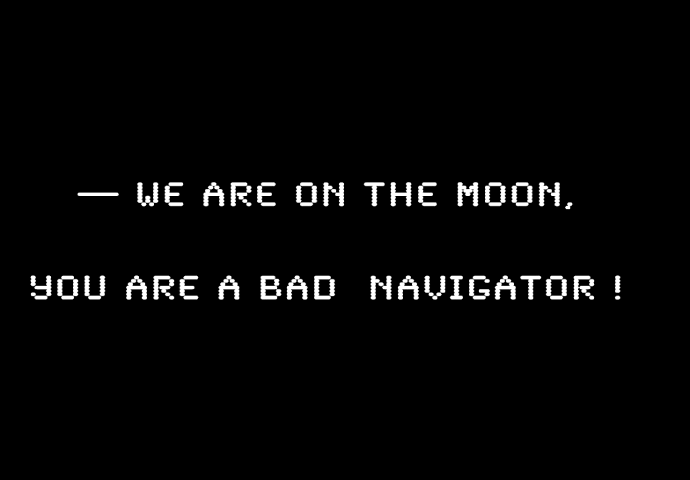 — WE ARE ON THE MOON,
YOU ARE A BAD NAVIGATOR !